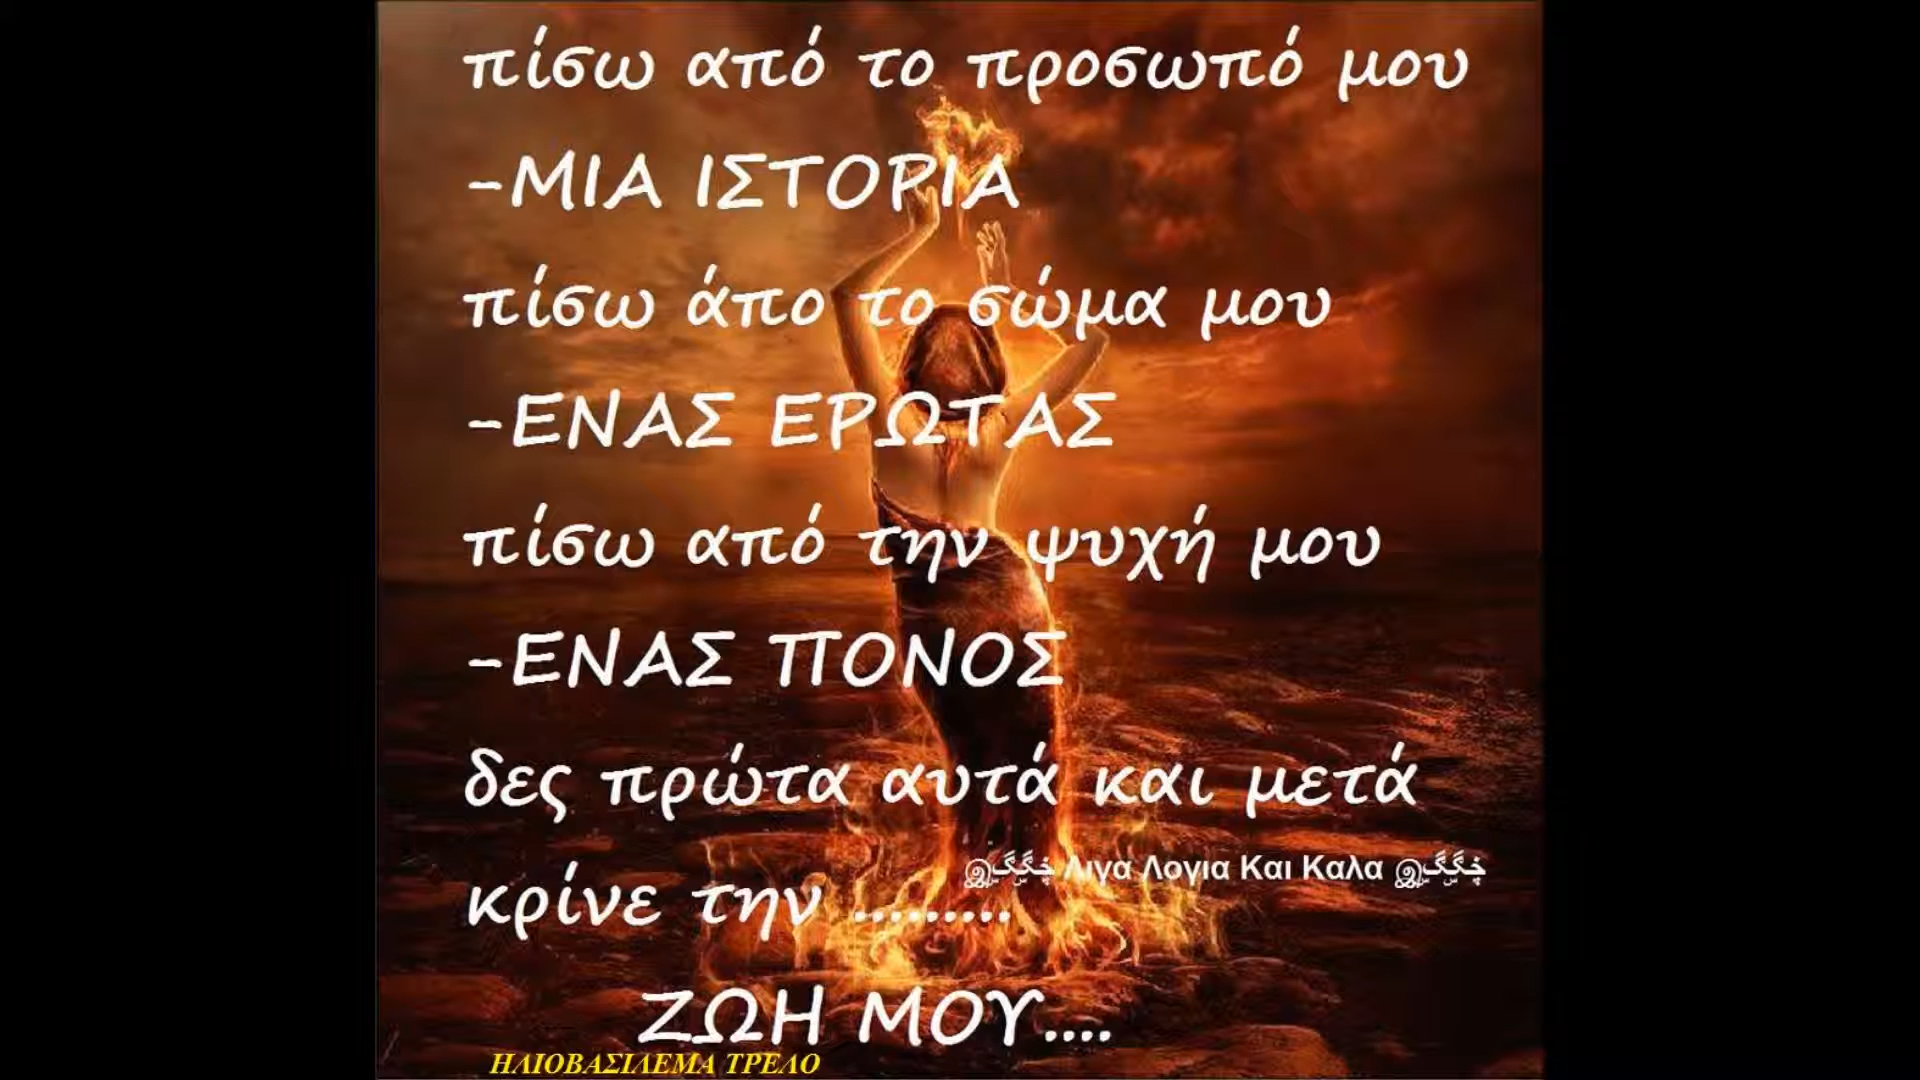 πίσω από το προσωπό μου
-ΜΙΑ ΙΣΤΟΡΙΑ
πίσω άπο το σώμα μου
-ΕΝΑΣ ΕΡΩΤΑΣ
πίσω από την ψυχή μου
-ΕΝΑΣ ΠΟΝΟΣ
δες πρώτα αυτά και μετά
Λιγα Λογια Και Καλα
κρίνε την .........
ΖΩΗ ΜΟΥ....
ΗΛΙΟΒΑΣΙΛΕΜΑ ΤΡΕΛΟ